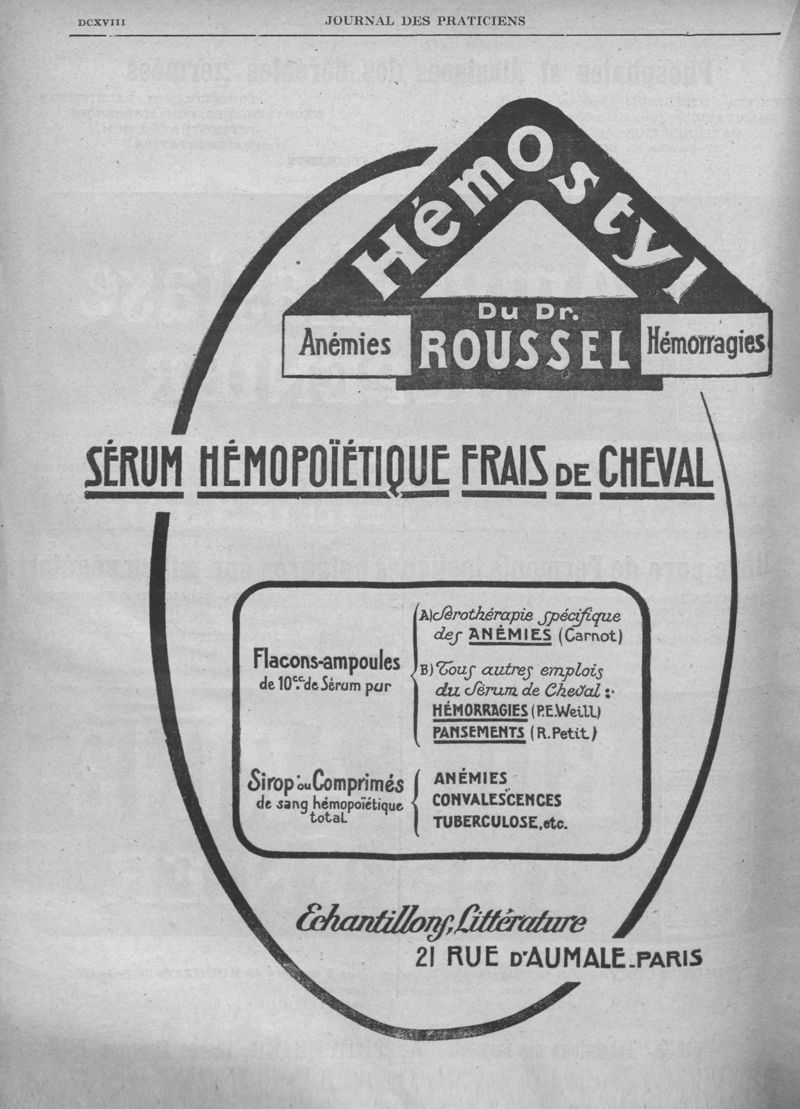 DCXVIII
JOURNAL DES PRATICIENS
HémOstyl
Du Dr.
ROUSSEL
Anémies
Hémorragies
SÉRUM HÉMOPOÏÉTIQUE FRAIS DE CHEVAL
Flacons-ampoules
de 10cc. de Sérum pur
A) Sérothérapie spécifique
des ANÉMIES (Carnot)
B) Tous autres emplois
du Sérum de Cheval :
HÉMORRAGIES (P.E.Weill)
PANSEMENTS (R.Petit)
Sirop ou Comprimés
de sang hémopoïétique
total
ANÉMIES
CONVALESCENCES
TUBERCULOSE, etc.
Echantillons, Littérature
21 RUE D'AUMALE_PARIS